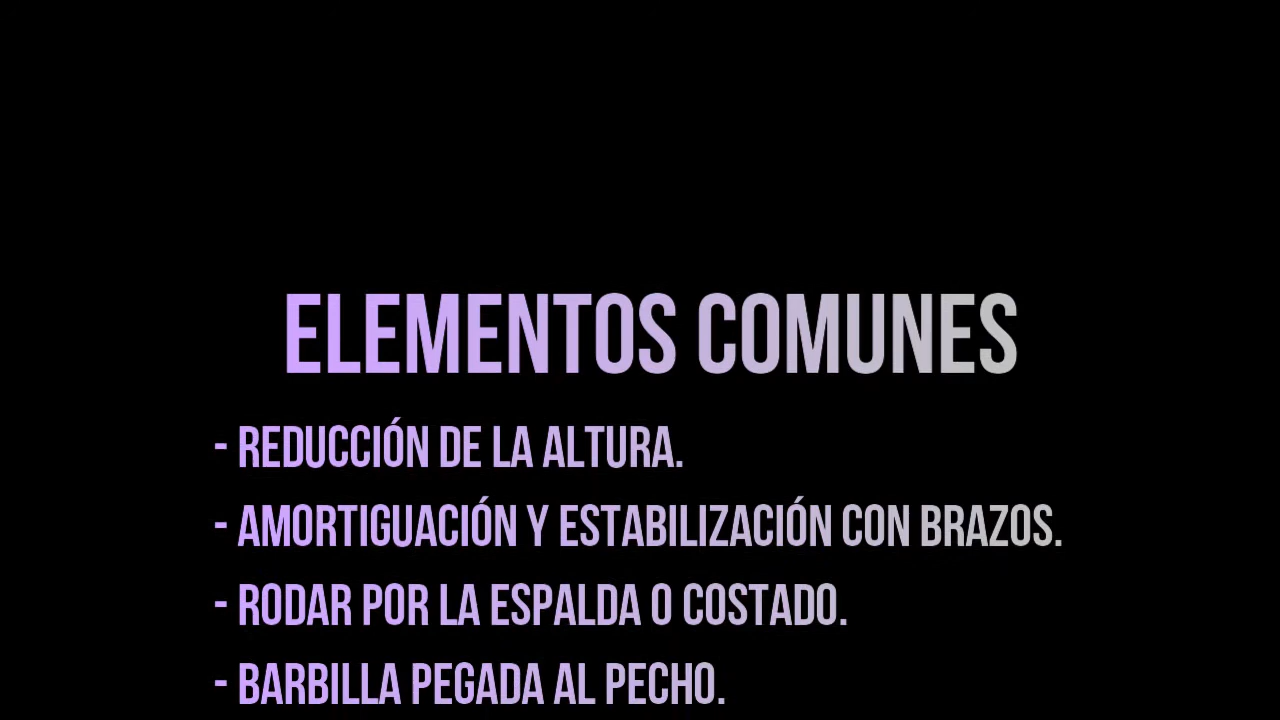 ELEMENTOS COMUNES
- REDUCCIÓN DE LA ALTURA.
- AMORTIGUACIÓN Y ESTABILIZACIÓN CON BRAZOS.
- RODAR POR LA ESPALDA O COSTADO.
- BARBILLA PEGADA AL PECHO.